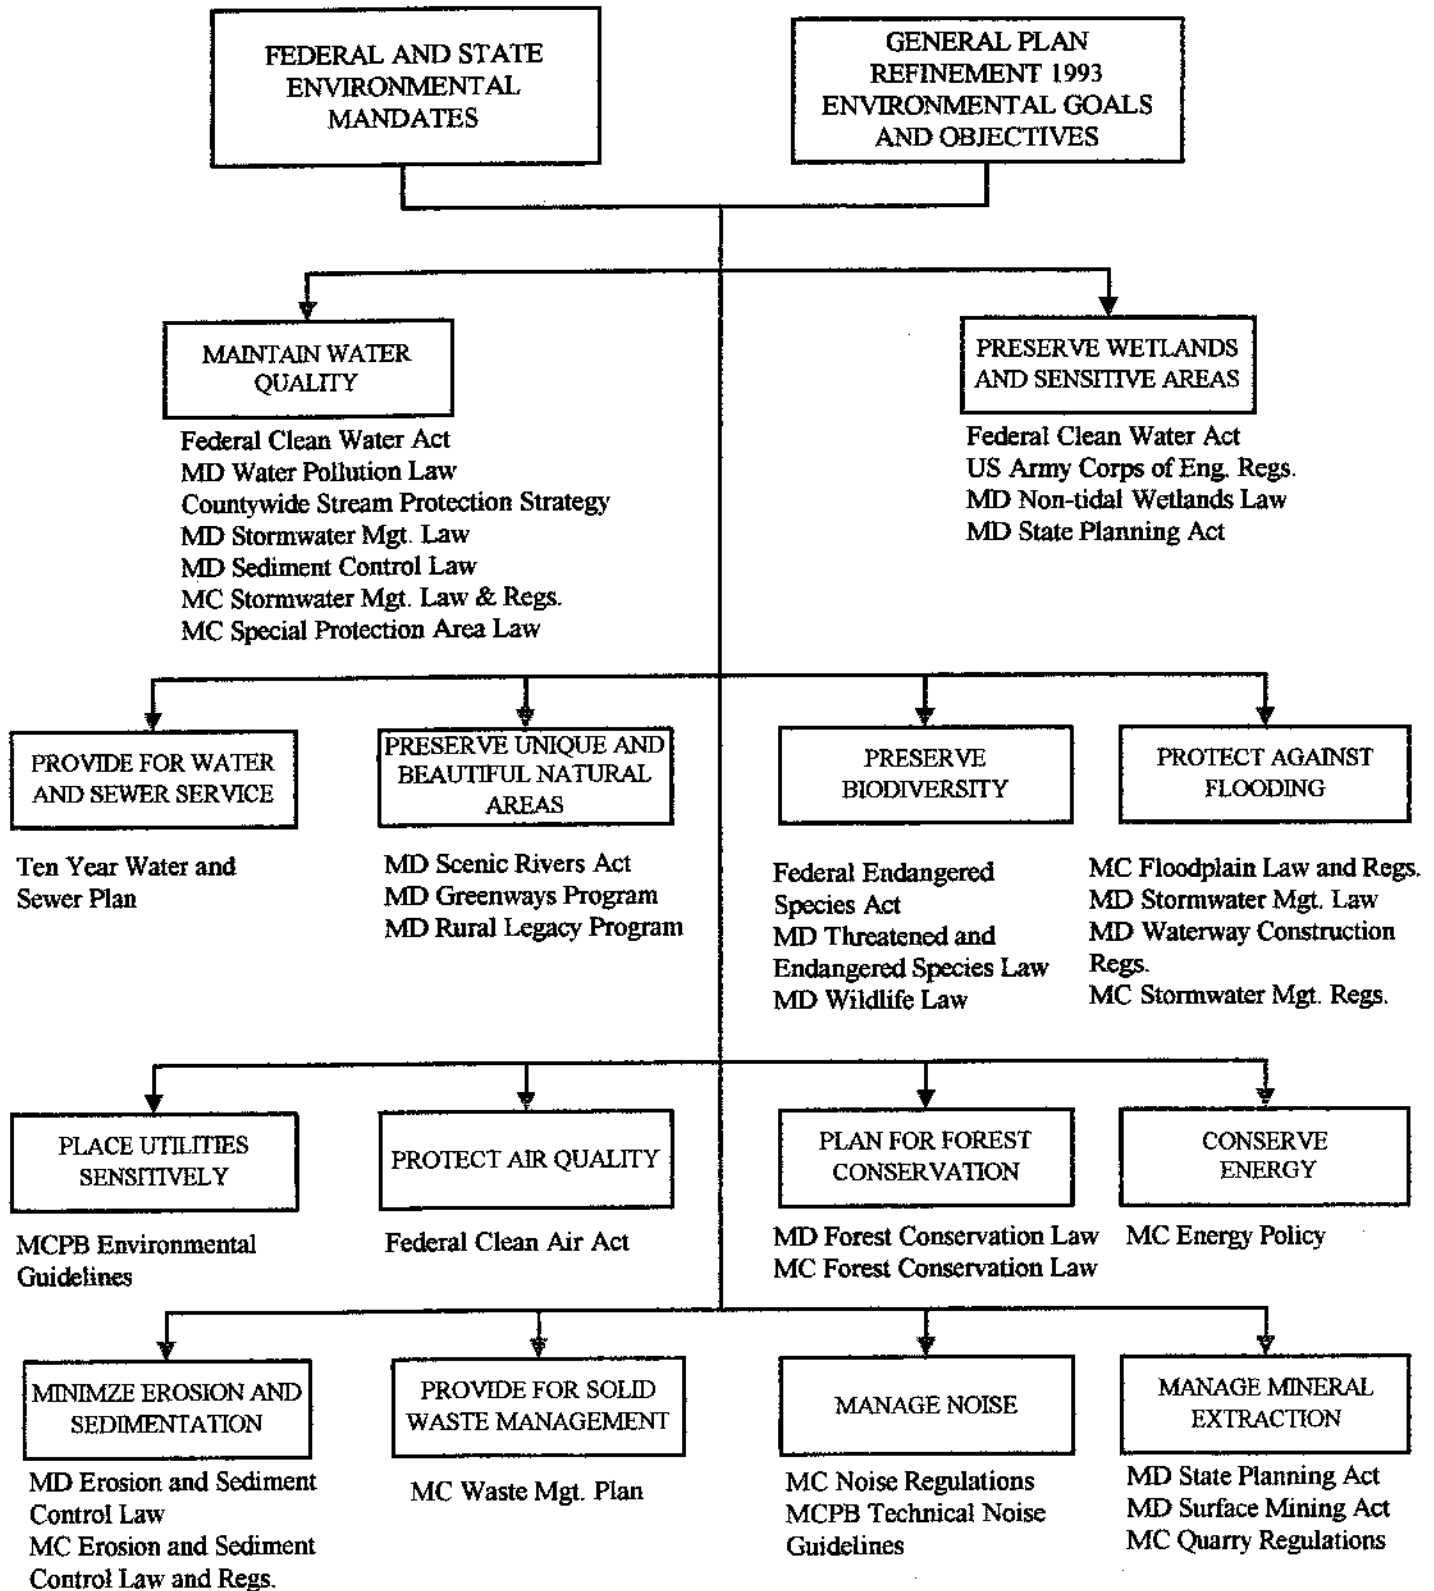 FEDERAL AND STATE
ENVIRONMENTAL
MANDATES
GENERAL PLAN
REFINEMENT 1993
ENVIRONMENTAL GOALS
AND OBJECTIVES
MAINTAIN WATER
QUALITY
Federal Clean Water Act
MD Water Pollution Law
Countywide Stream Protection Strategy
MD Stormwater Mgt. Law
MD Sediment Control Law
MC Stormwater Mgt. Law & Regs.
MC Special Protection Area Law
PRESERVE WETLANDS
AND SENSITIVE AREAS
Federal Clean Water Act
US Army Corps of Eng. Regs.
MD Non-tidal Wetlands Law
MD State Planning Act
PROVIDE FOR WATER
AND SEWER SERVICE
Ten Year Water and
Sewer Plan
PRESERVE UNIQUE AND
BEAUTIFUL NATURAL
AREAS
MD Scenic Rivers Act
MD Greenways Program
MD Rural Legacy Program
PRESERVE
BIODIVERSITY
Federal Endangered
Species Act
MD Threatened and
Endangered Species Law
MD Wildlife Law
PROTECT AGAINST
FLOODING
MC Floodplain Law and Regs.
MD Stormwater Mgt. Law
MD Waterway Construction
Regs.
MC Stormwater Mgt. Regs.
PLACE UTILITIES
SENSITIVELY
MCPB Environmental
Guidelines
PROTECT AIR QUALITY
Federal Clean Air Act
PLAN FOR FOREST
CONSERVATION
MD Forest Conservation Law
MC Forest Conservation Law
CONSERVE
ENERGY
MC Energy Policy
MINIMZE EROSION AND
SEDIMENTATION
MD Erosion and Sediment
Control Law
MC Erosion and Sediment
Control Law and Regs.
PROVIDE FOR SOLID
WASTE MANAGEMENT
MC Waste Mgt. Plan
MANAGE NOISE
MC Noise Regulations
MCPB Technical Noise
Guidelines
MANAGE MINERAL
EXTRACTION
MD State Planning Act
MD Surface Mining Act
MC Quarry Regulations